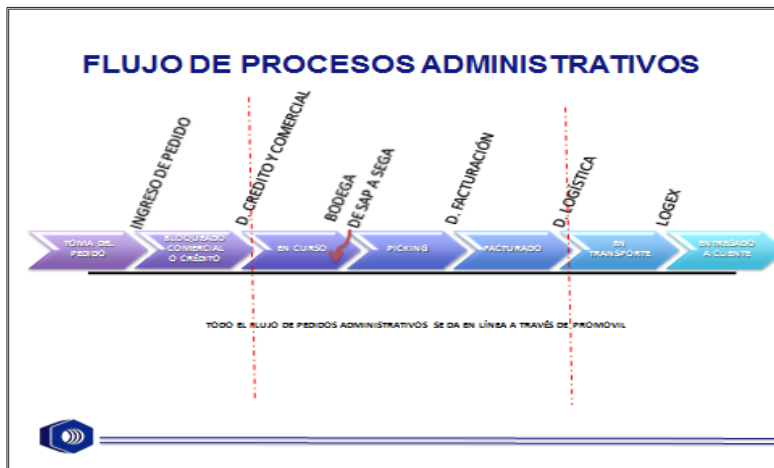 FLUJO DE PROCESOS ADMINISTRATIVOS
INGRESO DE PEDIDO
D. CREDITO Y COMERCIAL
BODEGA
DE SAP A SEGA
D. FACTURACIÓN
D. LOGÍSTICA
LOGEX
TOMA DEL
PEDIDO
BLOQUEADO
COMERCIAL
O CRÉDITO
EN CURSO
PICKING
FACTURADO
EN
TRANSPORTE
ENTREGADO
A CLIENTE
TODO EL FLUJO DE PEDIDOS ADMINISTRATIVOS SE DA EN LÍNEA A TRAVÉS DE PROMOVIL